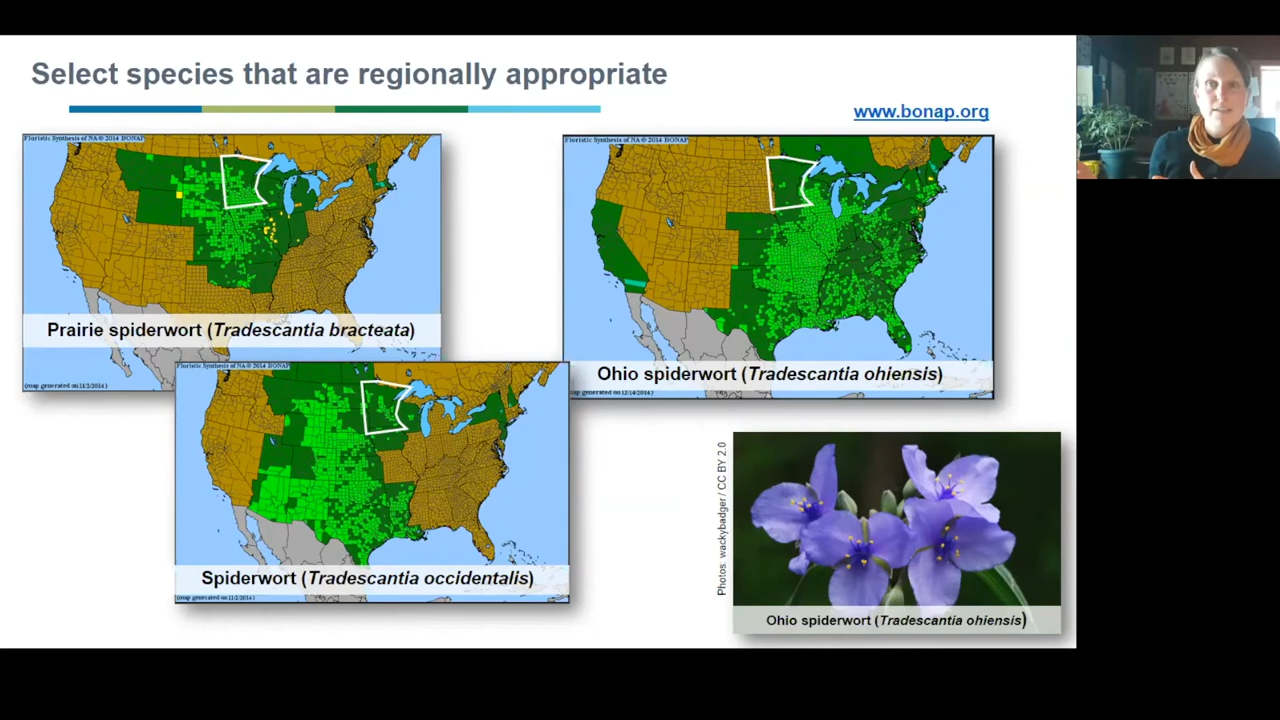 Select species that are regionally appropriate
www.bonap.org
Floristic Synthesis of NA © 2014 BONAP
Prairie spiderwort (Tradescantia bracteata)
(map generated on 11/2/2014)
Floristic Synthesis of NA © 2014 BONAP
Ohio spiderwort (Tradescantia ohiensis)
(map generated on 12/14/2014)
Floristic Synthesis of NA © 2014 BONAP
Spiderwort (Tradescantia occidentalis)
(map generated on 11/2/2014)
Photos: wackybadger / CC BY 2.0
Ohio spiderwort (Tradescantia ohiensis)